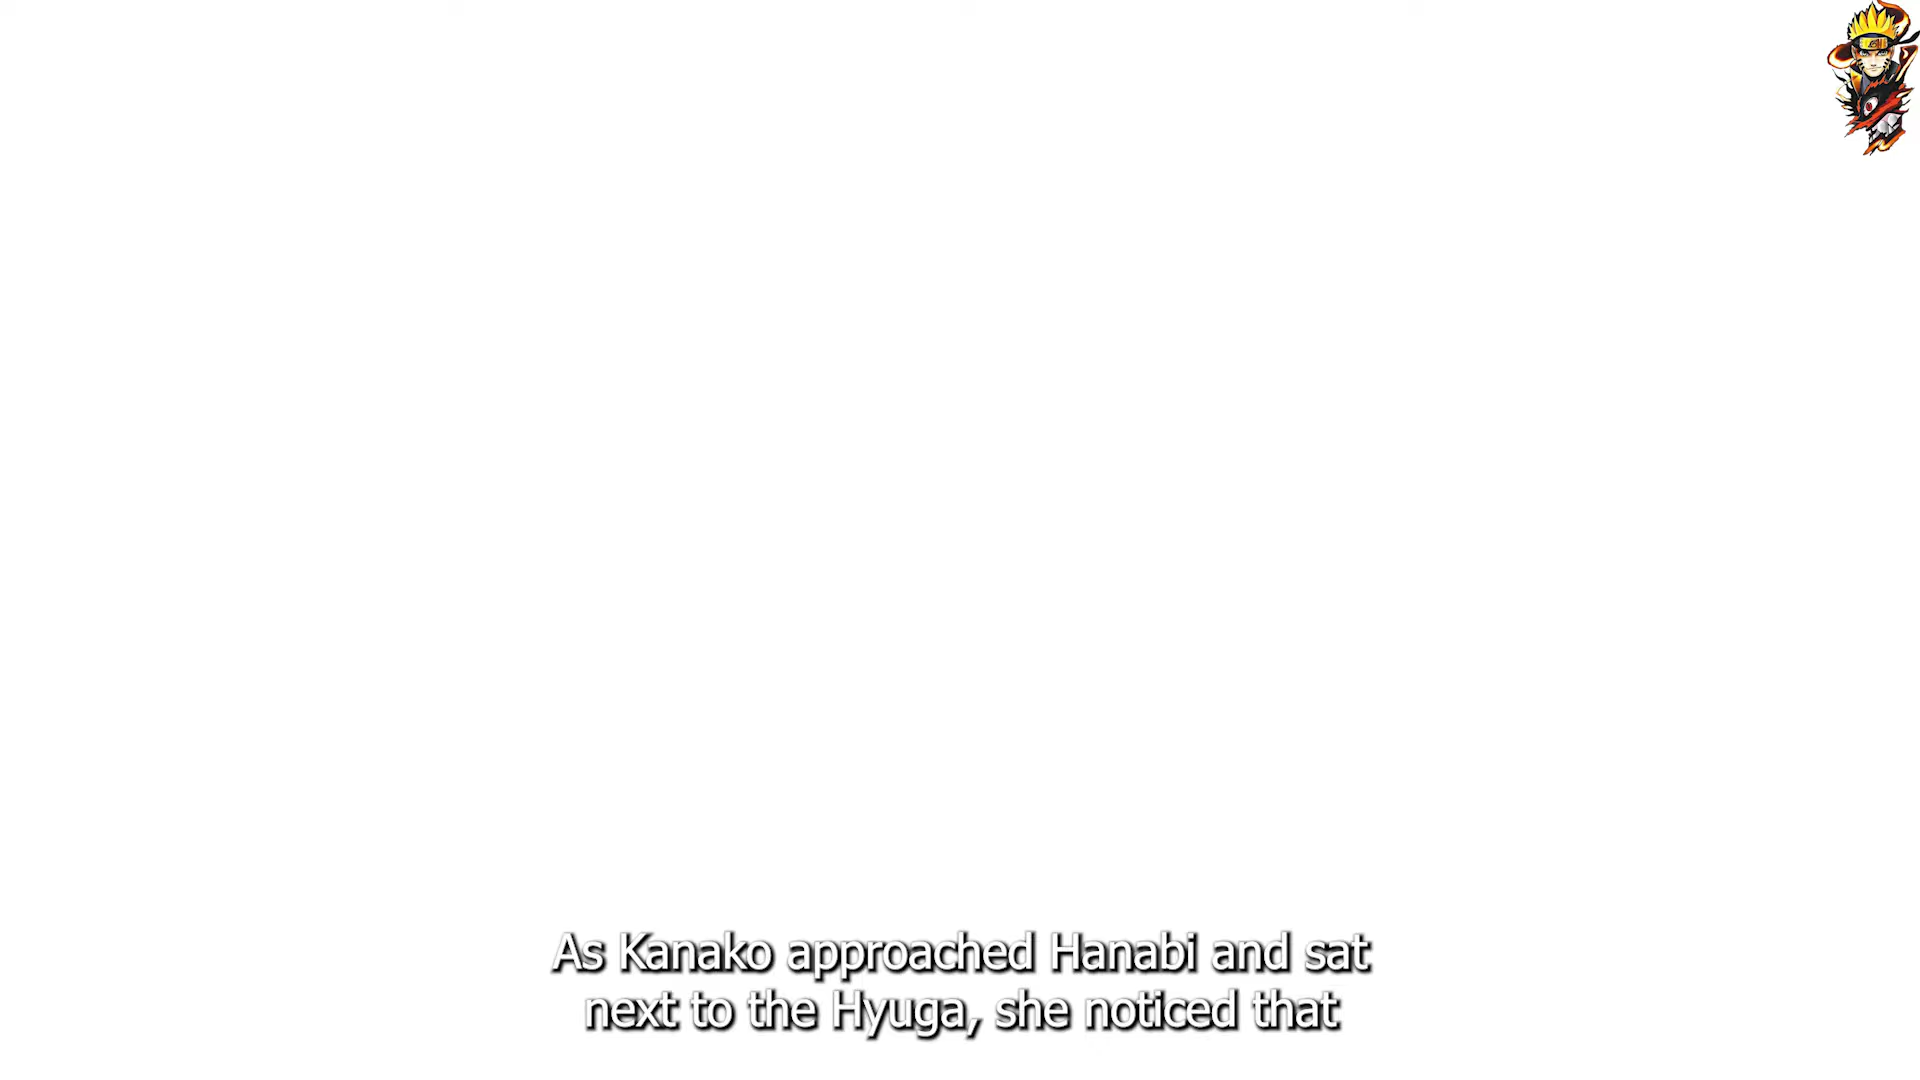 As Kanako approached Hanabi and sat
next to the Hyuga, she noticed that